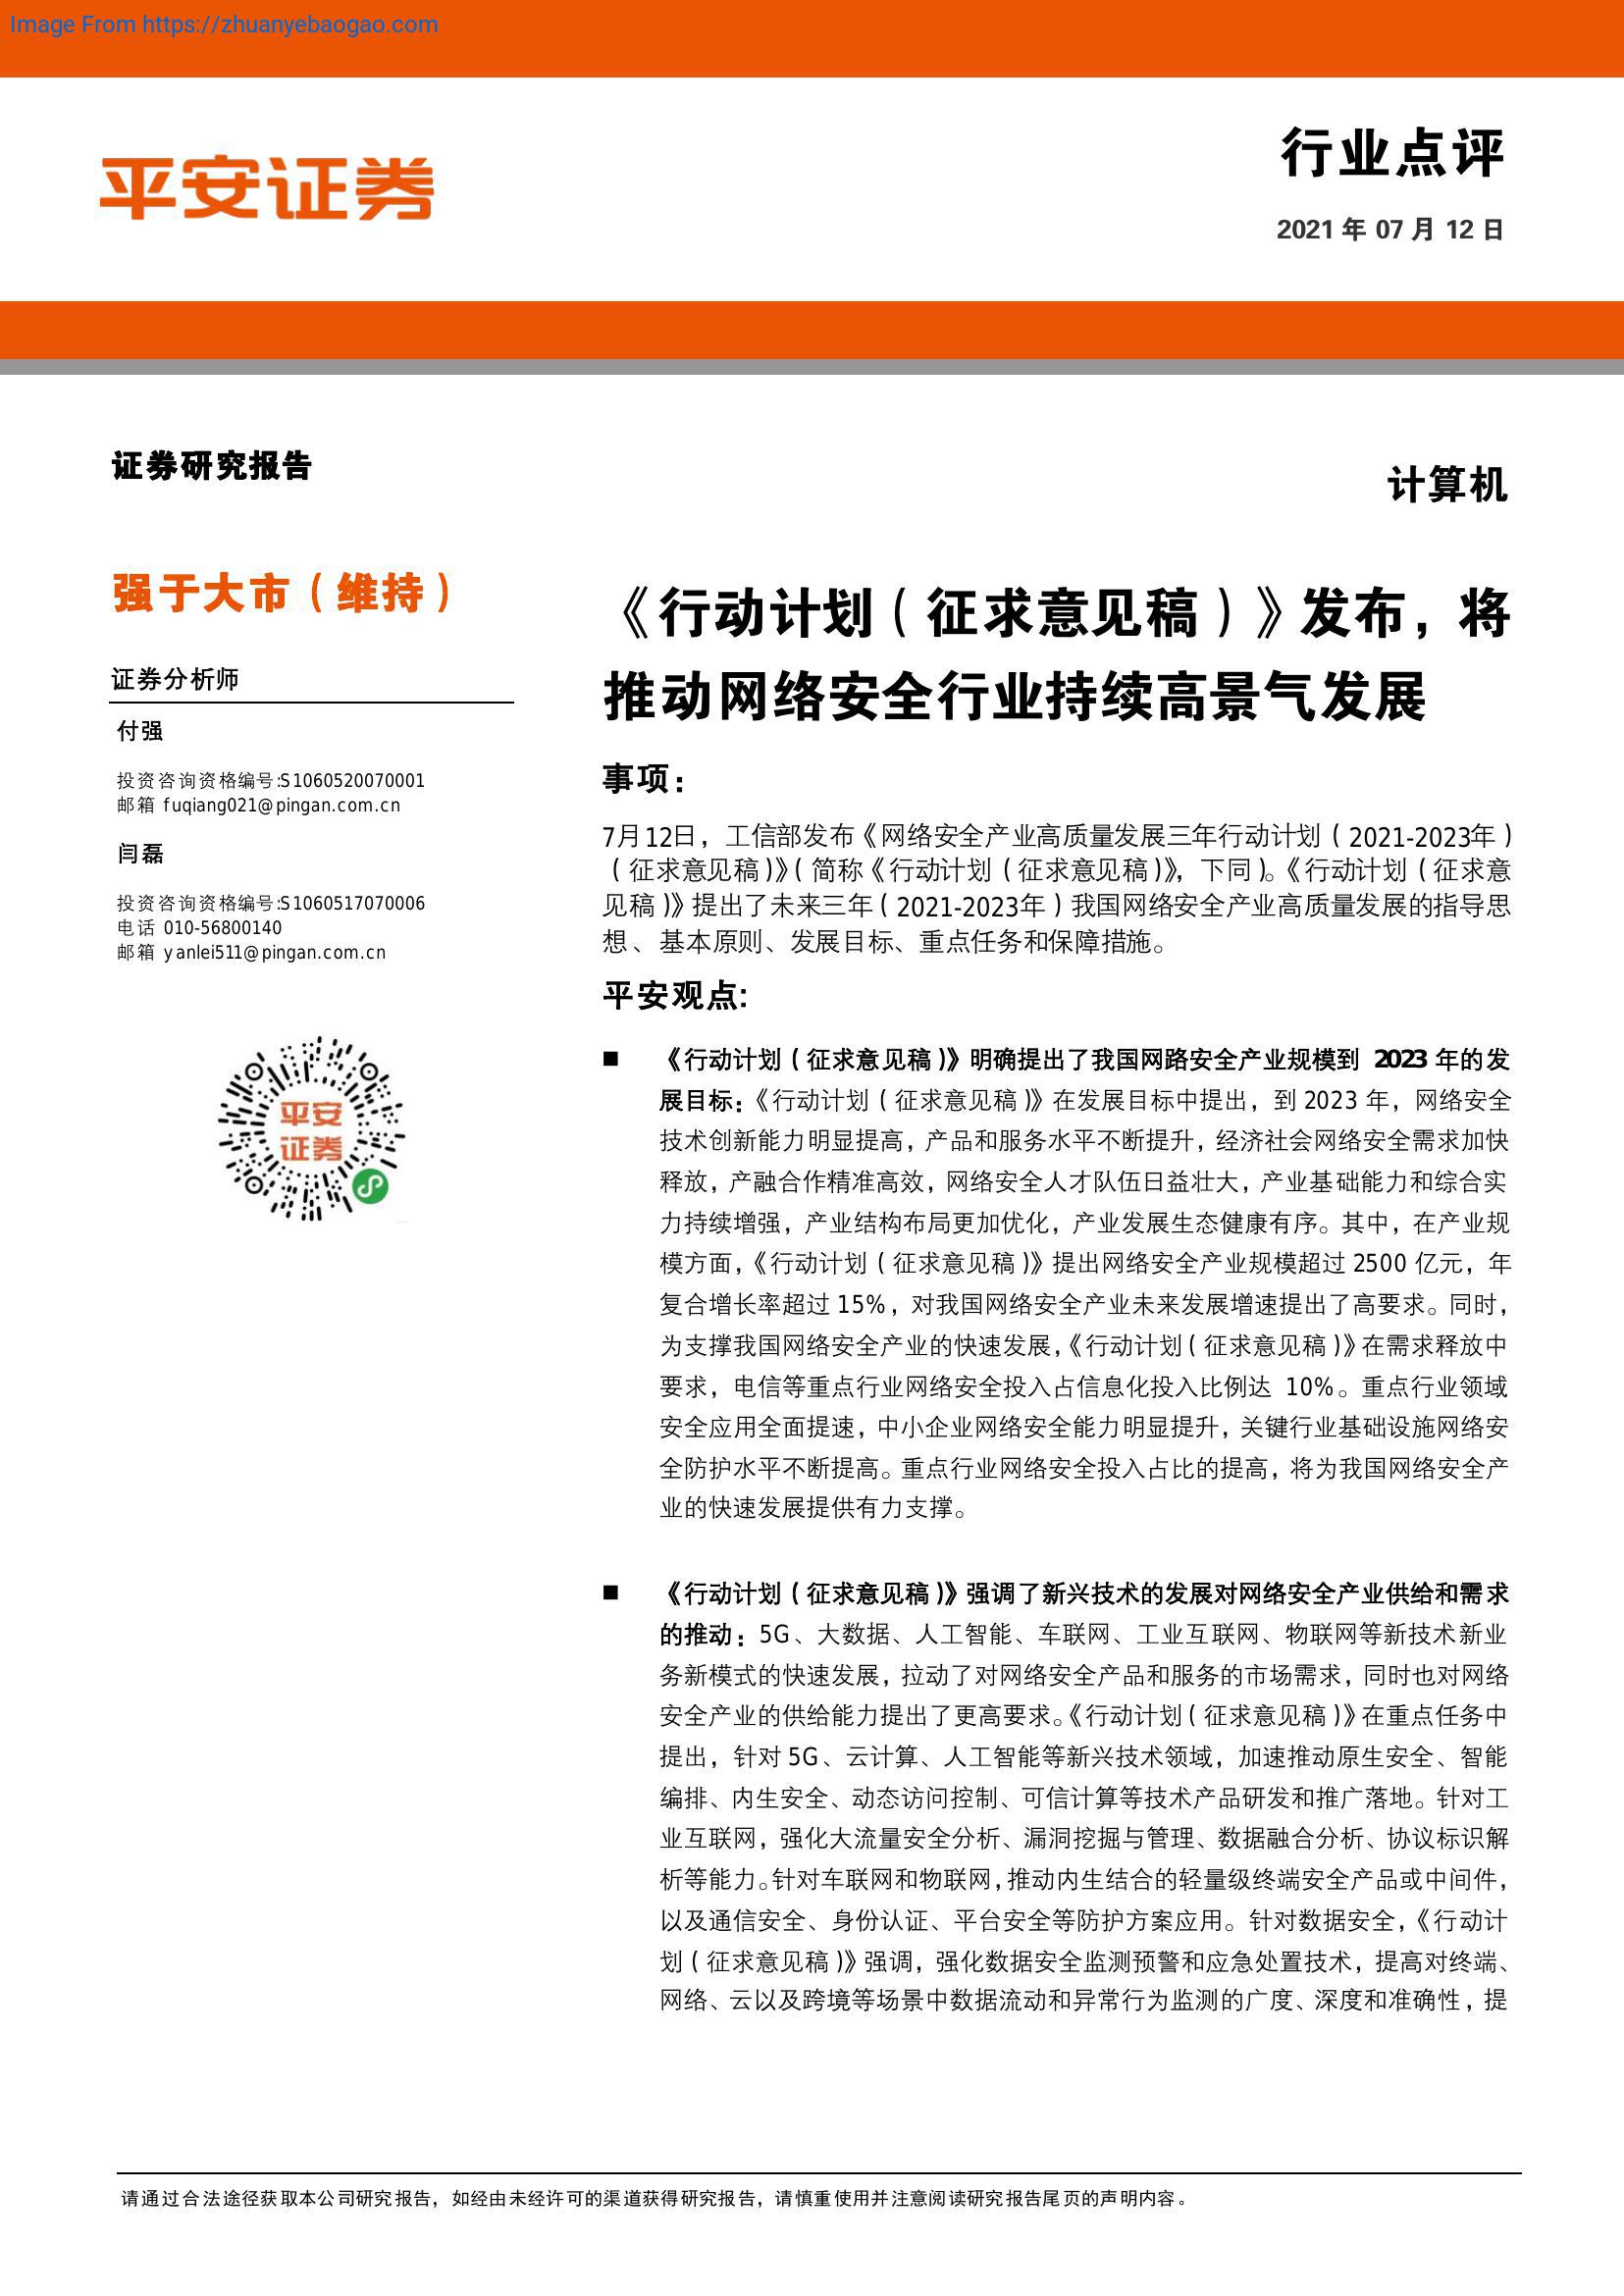 Image From https://zhuanyebaogao.com
平安证券
行业点评
2021 年 07 月 12 日
证券研究报告
计算机
强于大市（维持）
证券分析师
付强
投资咨询资格编号:S1060520070001
邮箱 fuqiang021@pingan.com.cn
闫磊
投资咨询资格编号:S1060517070006
电话 010-56800140
邮箱 yanlei511@pingan.com.cn
平安
证券
《行动计划（征求意见稿）》发布，将
推动网络安全行业持续高景气发展
事项：
7月12日，工信部发布《网络安全产业高质量发展三年行动计划（2021-2023年）
（征求意见稿）》（简称《行动计划（征求意见稿）》，下同）。《行动计划（征求意
见稿）》提出了未来三年（2021-2023年）我国网络安全产业高质量发展的指导思
想、基本原则、发展目标、重点任务和保障措施。
平安观点:
■ 《行动计划（征求意见稿）》明确提出了我国网路安全产业规模到 2023 年的发
展目标：《行动计划（征求意见稿）》在发展目标中提出，到 2023 年，网络安全
技术创新能力明显提高，产品和服务水平不断提升，经济社会网络安全需求加快
释放，产融合作精准高效，网络安全人才队伍日益壮大，产业基础能力和综合实
力持续增强，产业结构布局更加优化，产业发展生态健康有序。其中，在产业规
模方面，《行动计划（征求意见稿）》提出网络安全产业规模超过 2500 亿元，年
复合增长率超过 15%，对我国网络安全产业未来发展增速提出了高要求。同时，
为支撑我国网络安全产业的快速发展，《行动计划（征求意见稿）》在需求释放中
要求，电信等重点行业网络安全投入占信息化投入比例达 10%。重点行业领域
安全应用全面提速，中小企业网络安全能力明显提升，关键行业基础设施网络安
全防护水平不断提高。重点行业网络安全投入占比的提高，将为我国网络安全产
业的快速发展提供有力支撑。
■ 《行动计划（征求意见稿）》强调了新兴技术的发展对网络安全产业供给和需求
的推动：5G、大数据、人工智能、车联网、工业互联网、物联网等新技术新业
务新模式的快速发展，拉动了对网络安全产品和服务的市场需求，同时也对网络
安全产业的供给能力提出了更高要求。《行动计划（征求意见稿）》在重点任务中
提出，针对 5G、云计算、人工智能等新兴技术领域，加速推动原生安全、智能
编排、内生安全、动态访问控制、可信计算等技术产品研发和推广落地。针对工
业互联网，强化大流量安全分析、漏洞挖掘与管理、数据融合分析、协议标识解
析等能力。针对车联网和物联网，推动内生结合的轻量级终端安全产品或中间件，
以及通信安全、身份认证、平台安全等防护方案应用。针对数据安全，《行动计
划（征求意见稿）》强调，强化数据安全监测预警和应急处置技术，提高对终端、
网络、云以及跨境等场景中数据流动和异常行为监测的广度、深度和准确性，提
请通过合法途径获取本公司研究报告，如经由未经许可的渠道获得研究报告，请慎重使用并注意阅读研究报告尾页的声明内容。